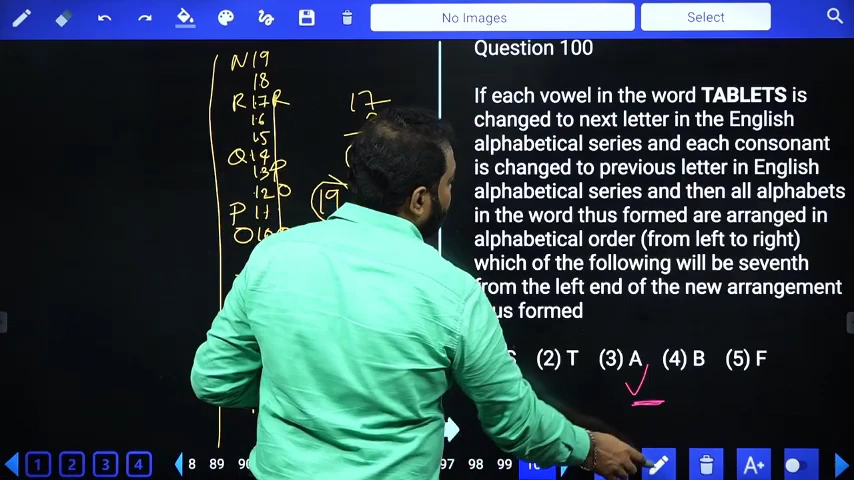 No Images
Select
Question 100
If each vowel in the word TABLETS is
changed to next letter in the English
alphabetical series and each consonant
is changed to previous letter in English
alphabetical series and then all alphabets
in the word thus formed are arranged in
alphabetical order (from left to right)
which of the following will be seventh
from the left end of the new arrangement
thus formed
S (2) T (3) A (4) B (5) F
N 19
18
R 17 R
16
15
Q 14
13 P
12 O
P 11
O 10
17
19
1 2 3 4 8 89 97 98 99 A+